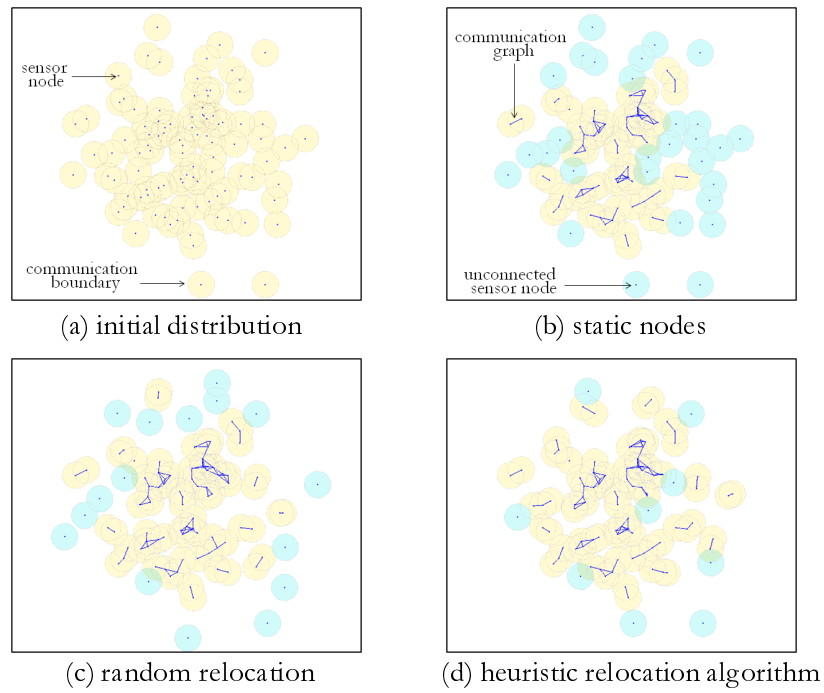 sensor
node
communication
boundary
(a) initial distribution
communication
graph
unconnected
sensor node
(b) static nodes
(c) random relocation
(d) heuristic relocation algorithm